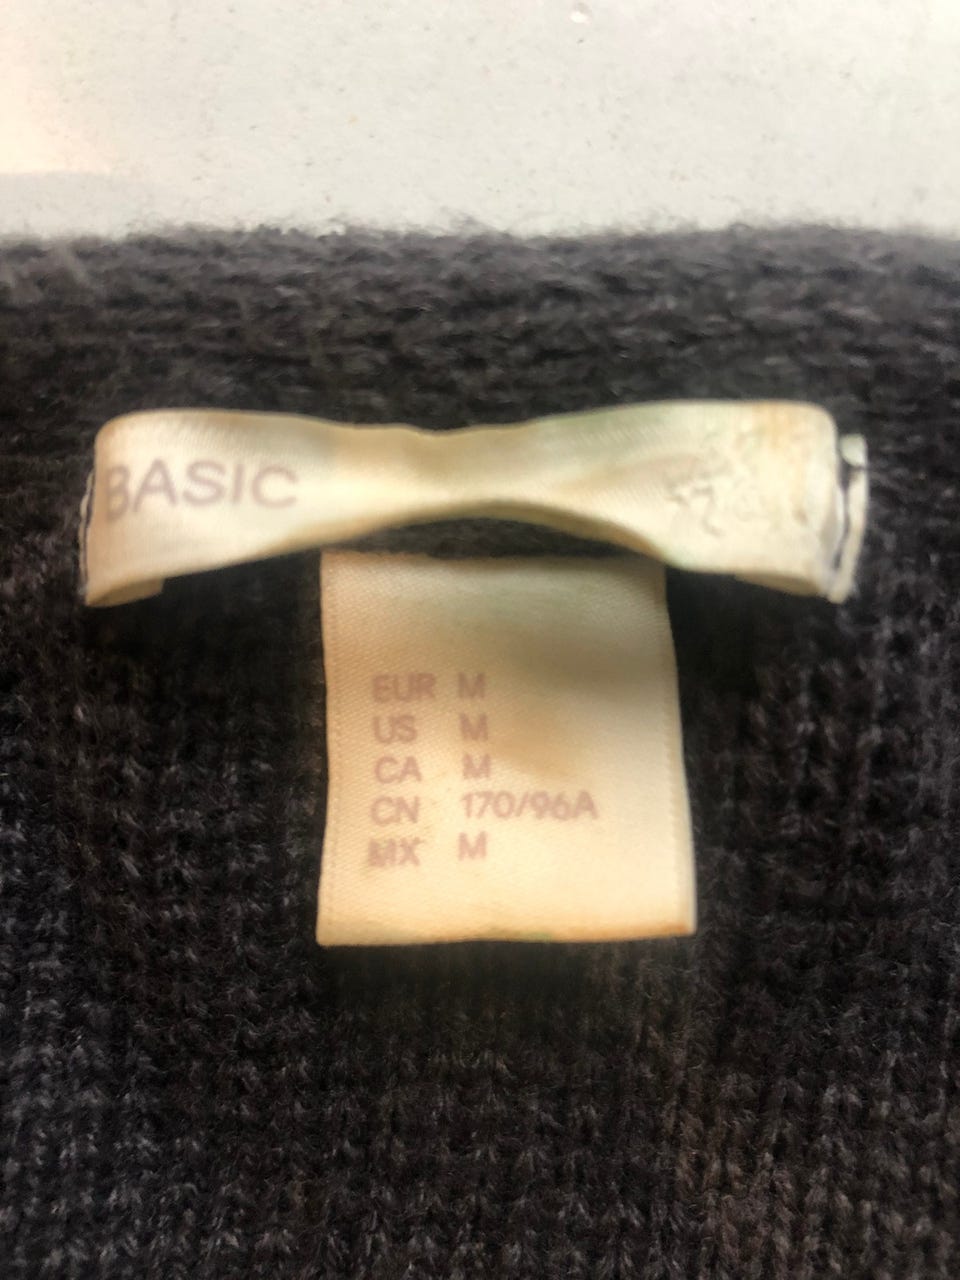 BASIC
EUR M
US M
CA M
CN 170/96A
MX M